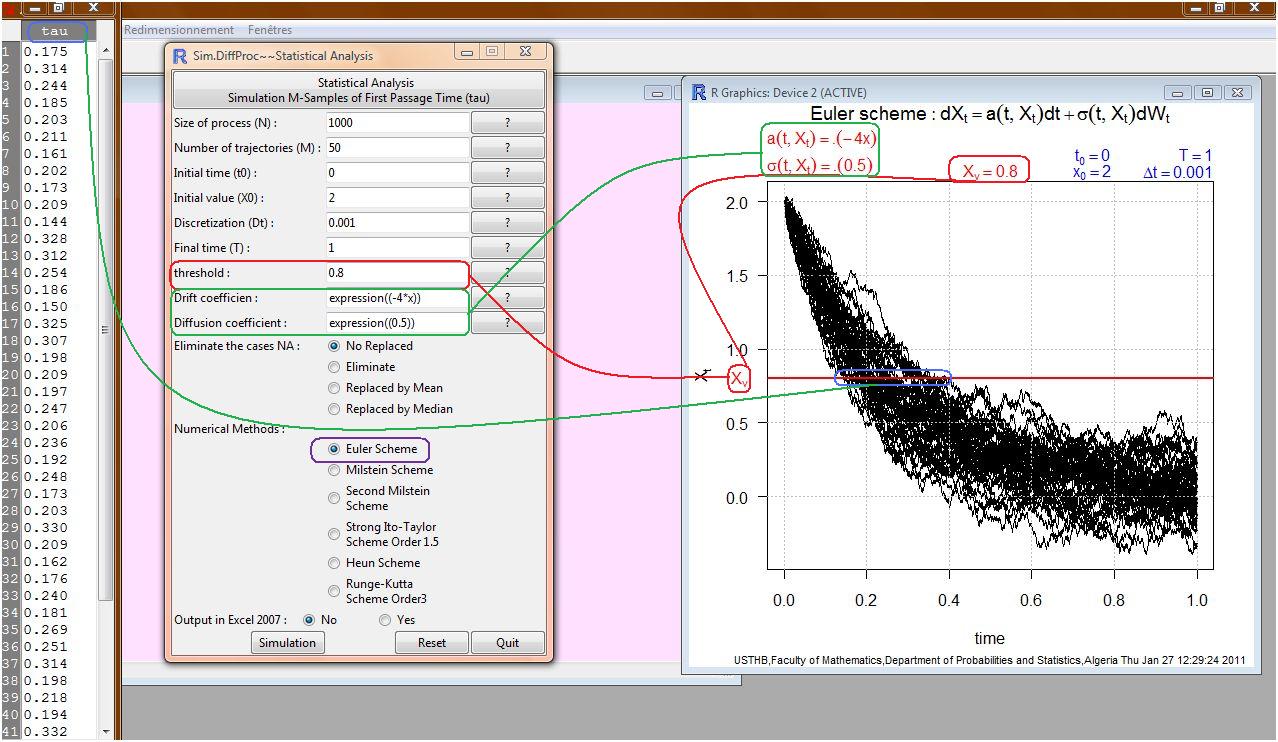 tau
1 0.175
2 0.314
3 0.244
4 0.185
5 0.203
6 0.211
7 0.161
8 0.202
9 0.173
10 0.209
11 0.144
12 0.328
13 0.312
14 0.254
15 0.186
16 0.150
17 0.325
18 0.307
19 0.198
20 0.209
21 0.197
22 0.247
23 0.206
24 0.236
25 0.192
26 0.248
27 0.173
28 0.203
29 0.330
30 0.209
31 0.162
32 0.176
33 0.240
34 0.181
35 0.269
36 0.251
37 0.314
38 0.198
39 0.218
40 0.194
41 0.332
Redimensionnement Fenêtres
R Sim.DiffProc~~Statistical Analysis
Statistical Analysis
Simulation M-Samples of First Passage Time (tau)
Size of process (N) : 1000 ?
Number of trajectories (M) : 50 ?
Initial time (t0) : 0 ?
Initial value (X0) : 2 ?
Discretization (Dt) : 0.001 ?
Final time (T) : 1 ?
threshold : 0.8 ?
Drift coefficien : expression((-4*x)) ?
Diffusion coefficient : expression((0.5)) ?
Eliminate the cases NA : No Replaced
Eliminate
Replaced by Mean
Replaced by Median
Numerical Methods :
Euler Scheme
Milstein Scheme
Second Milstein
Scheme
Strong Ito-Taylor
Scheme Order 1.5
Heun Scheme
Runge-Kutta
Scheme Order3
Output in Excel 2007 : No Yes
Simulation Reset Quit
R R Graphics: Device 2 (ACTIVE)
Euler scheme : dXt = a(t, Xt)dt + σ(t, Xt)dWt
a(t, Xt) = .(−4x)
σ(t, Xt) = .(0.5)
Xv = 0.8
t0 = 0 T = 1
x0 = 2 Δt = 0.001
2.0
1.5
1.0
0.5
0.0
Xt
Xv
0.0 0.2 0.4 0.6 0.8 1.0
time
USTHB,Faculty of Mathematics,Department of Probabilities and Statistics,Algeria Thu Jan 27 12:29:24 2011